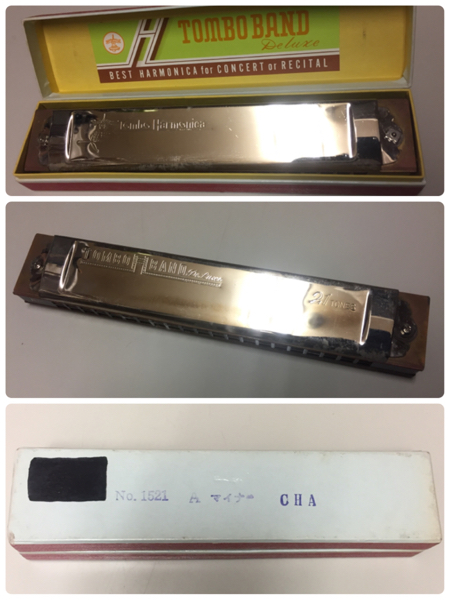 H TOMBO BAND
Deluxe
BEST HARMONICA for CONCERT or RECITAL
Tombo Harmonica
TOMBO BAND
21
No. 1521 A マイナー CHA